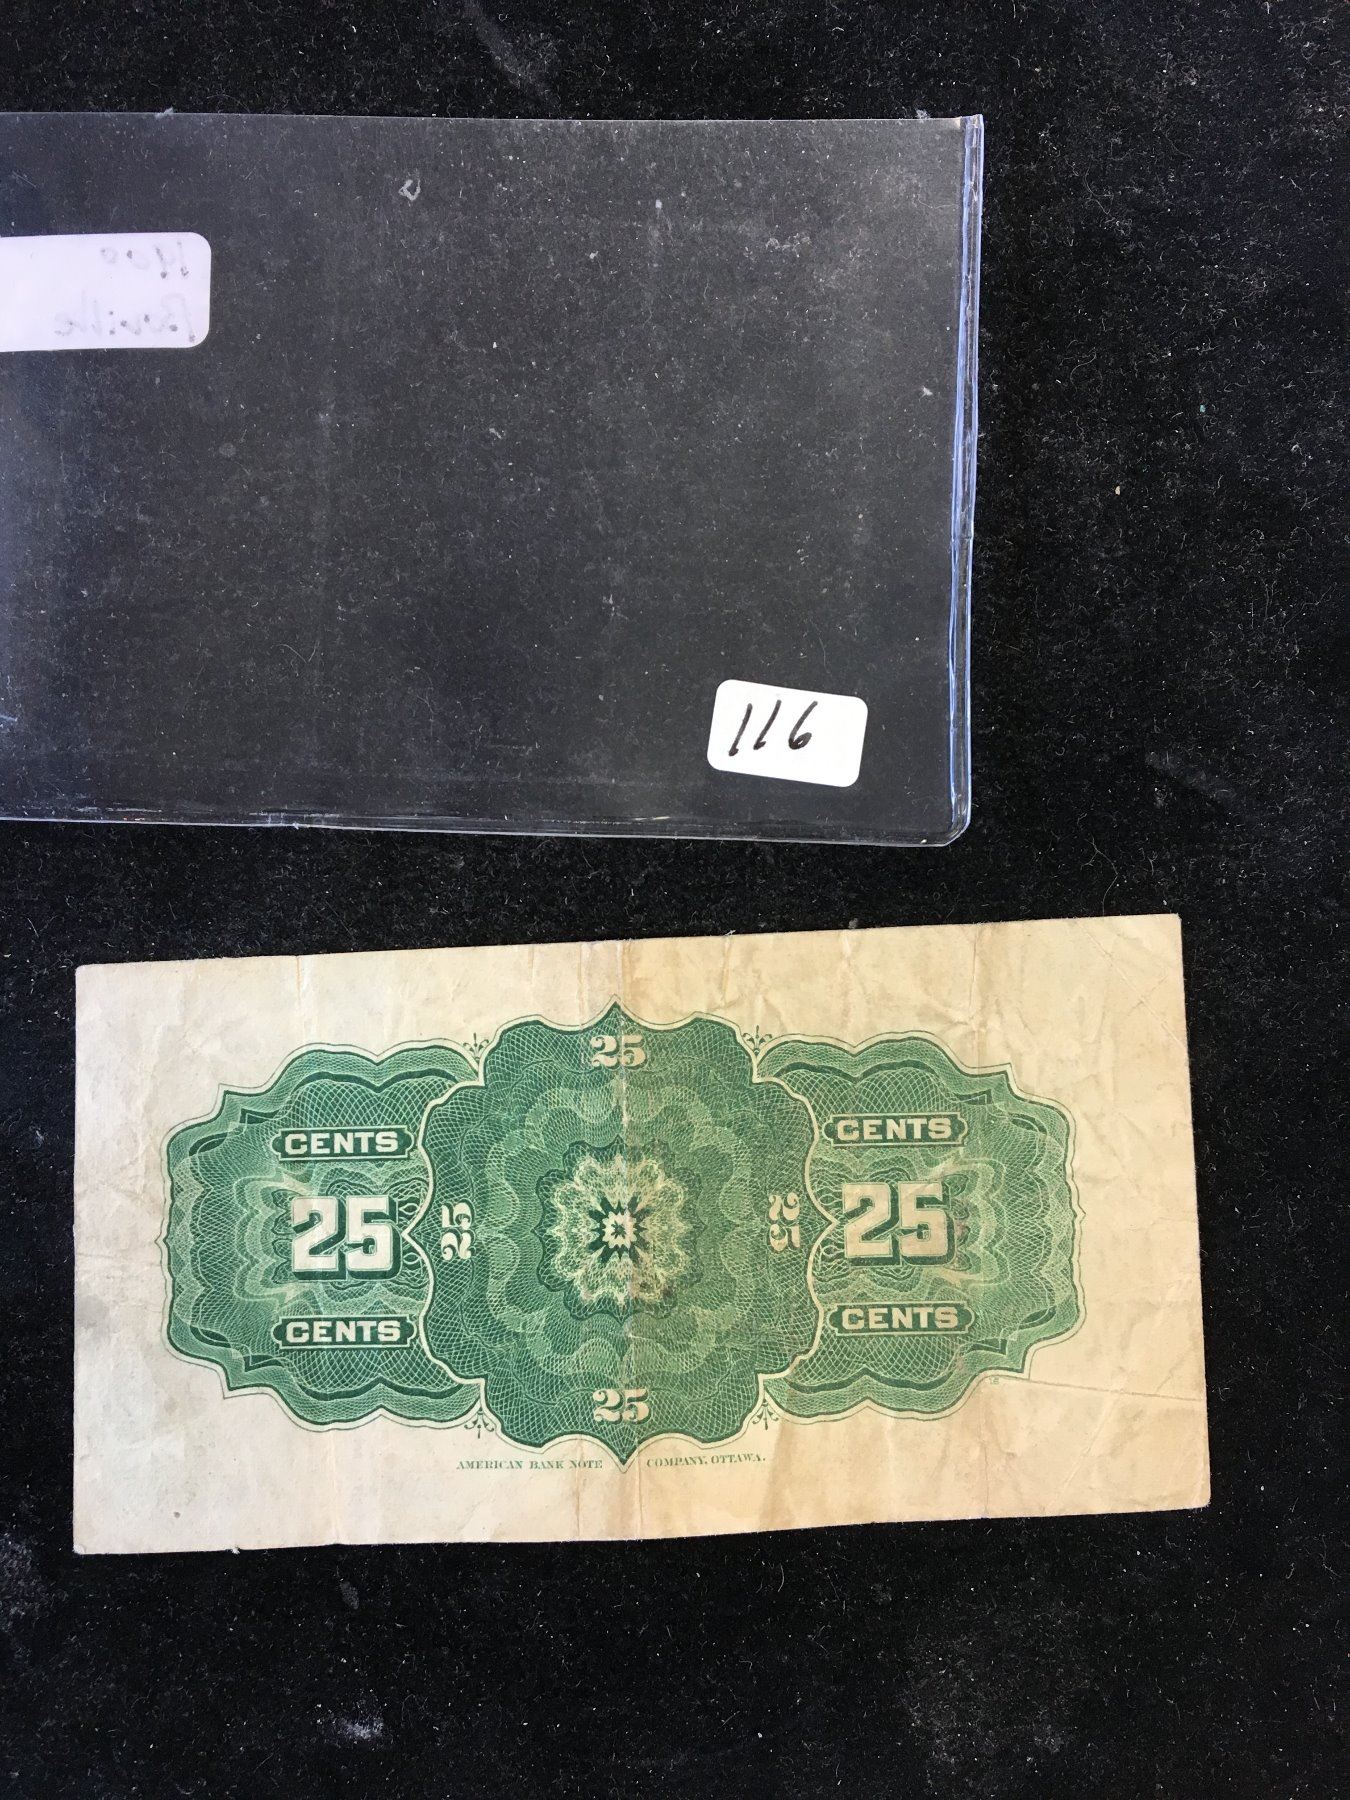 1900
Boville
116
25
CENTS CENTS
25 25 25 25
CENTS CENTS
25
AMERICAN BANK NOTE COMPANY, OTTAWA.